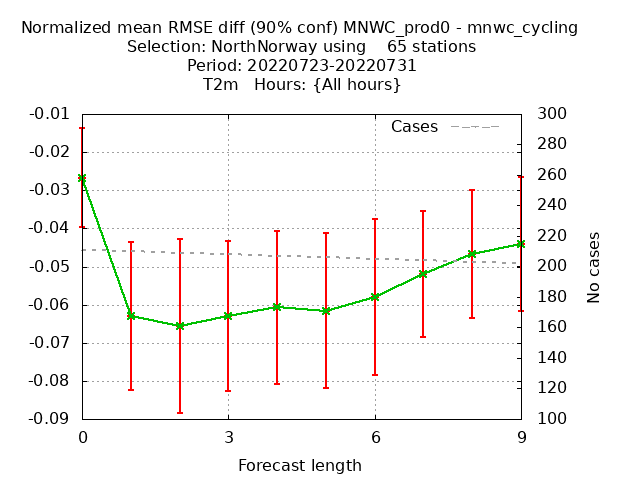 Normalized mean RMSE diff (90% conf) MNWC_prod0 - mnwc_cycling
Selection: NorthNorway using 65 stations
Period: 20220723-20220731
T2m Hours: {All hours}
Cases
-0.01
-0.02
-0.03
-0.04
-0.05
-0.06
-0.07
-0.08
-0.09
300
280
260
240
220
200
180
160
140
120
100
No cases
0 3 6 9
Forecast length